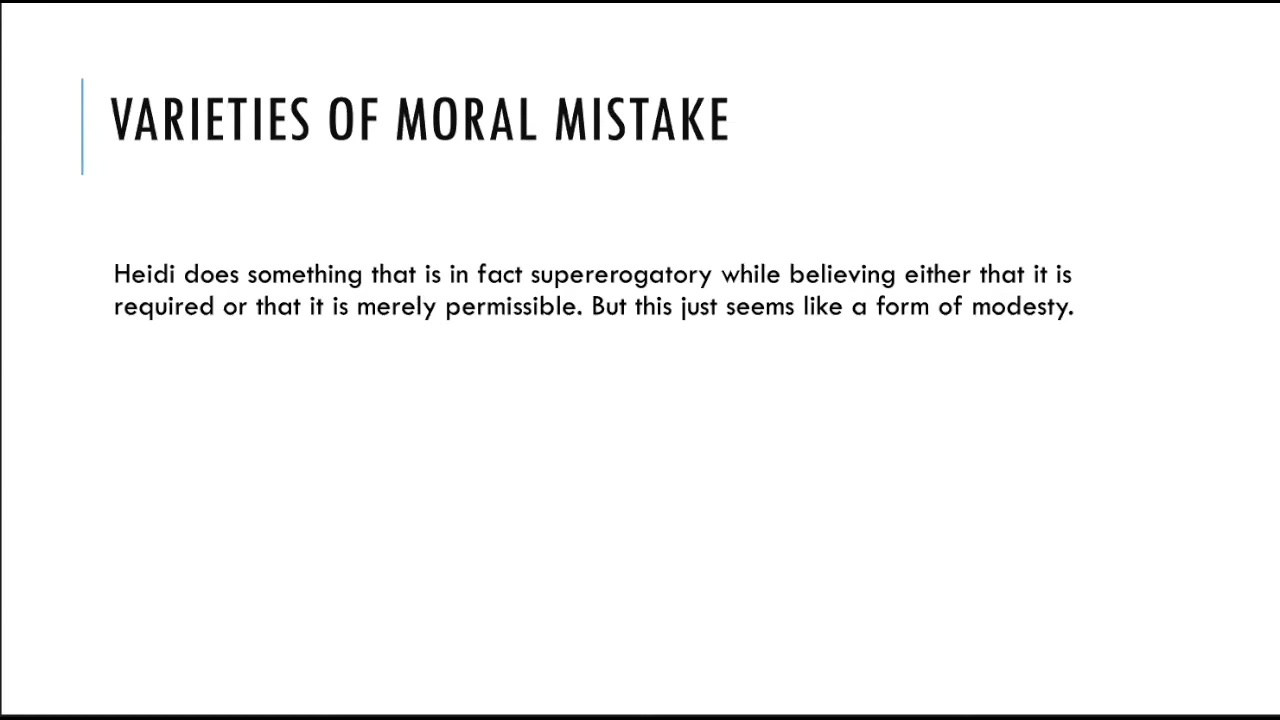 VARIETIES OF MORAL MISTAKE
Heidi does something that is in fact supererogatory while believing either that it is
required or that it is merely permissible. But this just seems like a form of modesty.